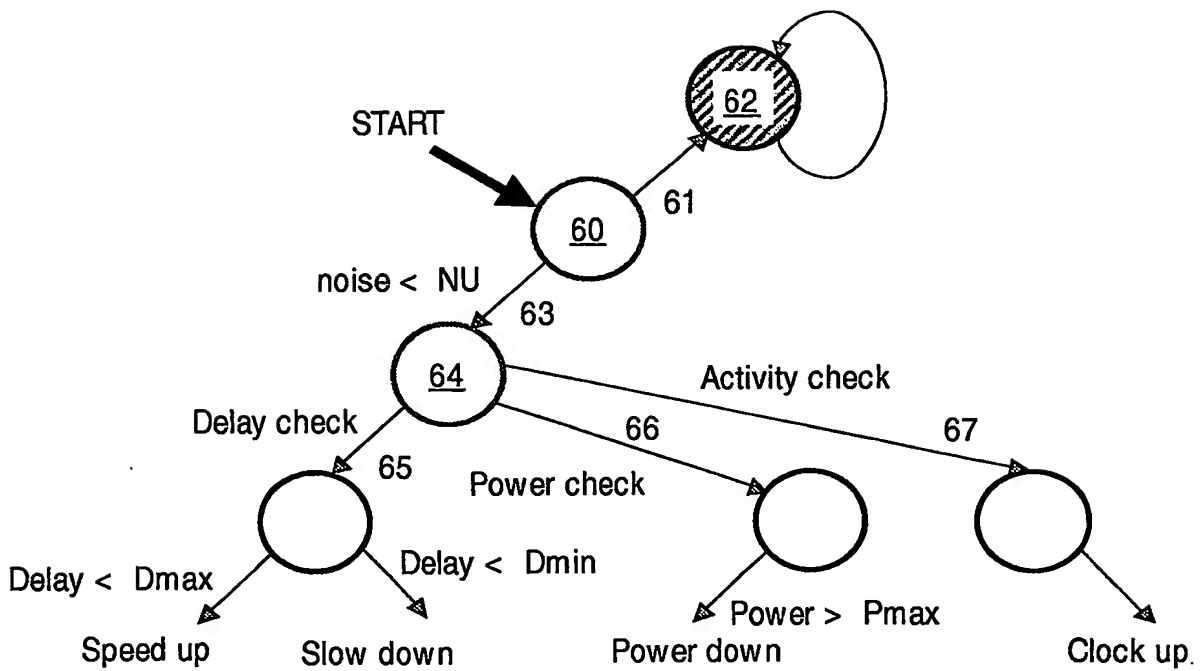 62
START
61
60
noise < NU
63
64
Activity check
Delay check
66
67
65
Power check
Delay < Dmax
Delay < Dmin
Power > Pmax
Speed up
Slow down
Power down
Clock up